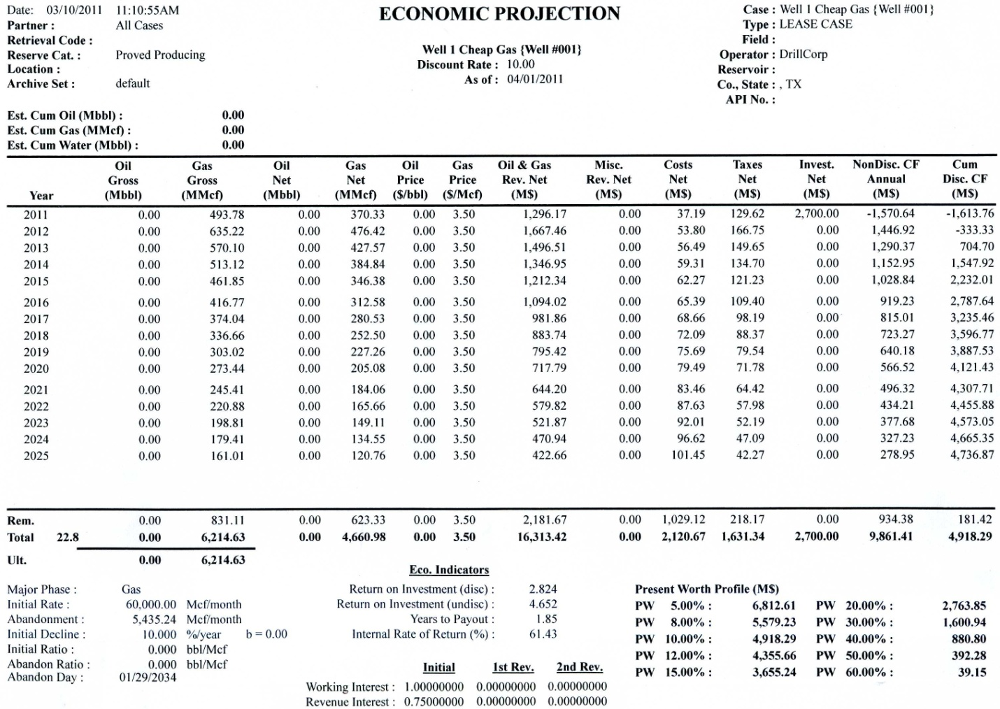 Date: 03/10/2011 11:10:55AM
ECONOMIC PROJECTION
Case : Well 1 Cheap Gas {Well #001}
Partner : All Cases
Type : LEASE CASE
Retrieval Code :
Field :
Reserve Cat. : Proved Producing
Well 1 Cheap Gas {Well #001}
Operator : DrillCorp
Location :
Discount Rate : 10.00
Reservoir :
Archive Set : default
As of : 04/01/2011
Co., State : , TX
API No. :
Est. Cum Oil (Mbbl) : 0.00
Est. Cum Gas (MMcf) : 0.00
Est. Cum Water (Mbbl) : 0.00
Oil Gas Oil Gas Oil Gas Oil & Gas Misc. Costs Taxes Invest. NonDisc. CF Cum
Gross Gross Net Net Price Price Rev. Net Rev. Net Net Net Net Annual Disc. CF
Year (Mbbl) (MMcf) (Mbbl) (MMcf) ($/bbl) ($/Mcf) (M$) (M$) (M$) (M$) (M$) (M$) (M$)
2011 0.00 493.78 0.00 370.33 0.00 3.50 1,296.17 0.00 37.19 129.62 2,700.00 -1,570.64 -1,613.76
2012 0.00 635.22 0.00 476.42 0.00 3.50 1,667.46 0.00 53.80 166.75 0.00 1,446.92 -333.33
2013 0.00 570.10 0.00 427.57 0.00 3.50 1,496.51 0.00 56.49 149.65 0.00 1,290.37 704.70
2014 0.00 513.12 0.00 384.84 0.00 3.50 1,346.95 0.00 59.31 134.70 0.00 1,152.95 1,547.92
2015 0.00 461.85 0.00 346.38 0.00 3.50 1,212.34 0.00 62.27 121.23 0.00 1,028.84 2,232.01
2016 0.00 416.77 0.00 312.58 0.00 3.50 1,094.02 0.00 65.39 109.40 0.00 919.23 2,787.64
2017 0.00 374.04 0.00 280.53 0.00 3.50 981.86 0.00 68.66 98.19 0.00 815.01 3,235.46
2018 0.00 336.66 0.00 252.50 0.00 3.50 883.74 0.00 72.09 88.37 0.00 723.27 3,596.77
2019 0.00 303.02 0.00 227.26 0.00 3.50 795.42 0.00 75.69 79.54 0.00 640.18 3,887.53
2020 0.00 273.44 0.00 205.08 0.00 3.50 717.79 0.00 79.49 71.78 0.00 566.52 4,121.43
2021 0.00 245.41 0.00 184.06 0.00 3.50 644.20 0.00 83.46 64.42 0.00 496.32 4,307.71
2022 0.00 220.88 0.00 165.66 0.00 3.50 579.82 0.00 87.63 57.98 0.00 434.21 4,455.88
2023 0.00 198.81 0.00 149.11 0.00 3.50 521.87 0.00 92.01 52.19 0.00 377.68 4,573.05
2024 0.00 179.41 0.00 134.55 0.00 3.50 470.94 0.00 96.62 47.09 0.00 327.23 4,665.35
2025 0.00 161.01 0.00 120.76 0.00 3.50 422.66 0.00 101.45 42.27 0.00 278.95 4,736.87
Rem. 0.00 831.11 0.00 623.33 0.00 3.50 2,181.67 0.00 1,029.12 218.17 0.00 934.38 181.42
Total 22.8 0.00 6,214.63 0.00 4,660.98 0.00 3.50 16,313.42 0.00 2,120.67 1,631.34 2,700.00 9,861.41 4,918.29
Ult. 0.00 6,214.63
Eco. Indicators
Major Phase : Gas
Return on Investment (disc) : 2.824
Present Worth Profile (M$)
Initial Rate : 60,000.00 Mcf/month
Return on Investment (undisc) : 4.652
PW 5.00% : 6,812.61 PW 20.00% : 2,763.85
Abandonment : 5,435.24 Mcf/month
Years to Payout : 1.85
PW 8.00% : 5,579.23 PW 30.00% : 1,600.94
Initial Decline : 10.000 %/year b = 0.00
Internal Rate of Return (%) : 61.43
PW 10.00% : 4,918.29 PW 40.00% : 880.80
Initial Ratio : 0.000 bbl/Mcf
PW 12.00% : 4,355.66 PW 50.00% : 392.28
Abandon Ratio : 0.000 bbl/Mcf
Initial 1st Rev. 2nd Rev.
PW 15.00% : 3,655.24 PW 60.00% : 39.15
Abandon Day : 01/29/2034
Working Interest : 1.00000000 0.00000000 0.00000000
Revenue Interest : 0.75000000 0.00000000 0.00000000